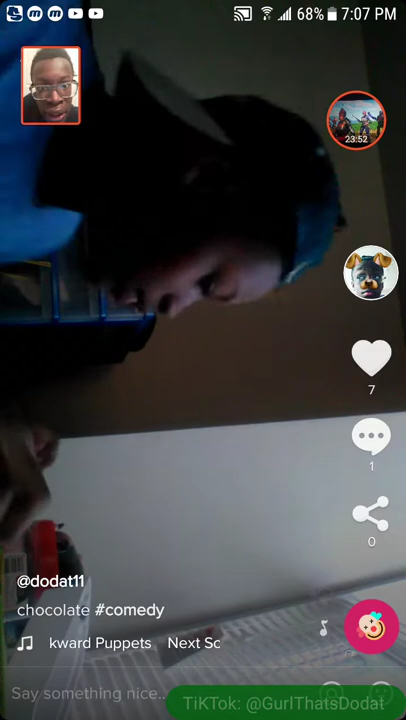 68% 7:07 PM
23:52
7
1
0
@dodat11
chocolate #comedy
kward Puppets Next Sc
Say something nice..
TikTok: @GurlThatsDodat